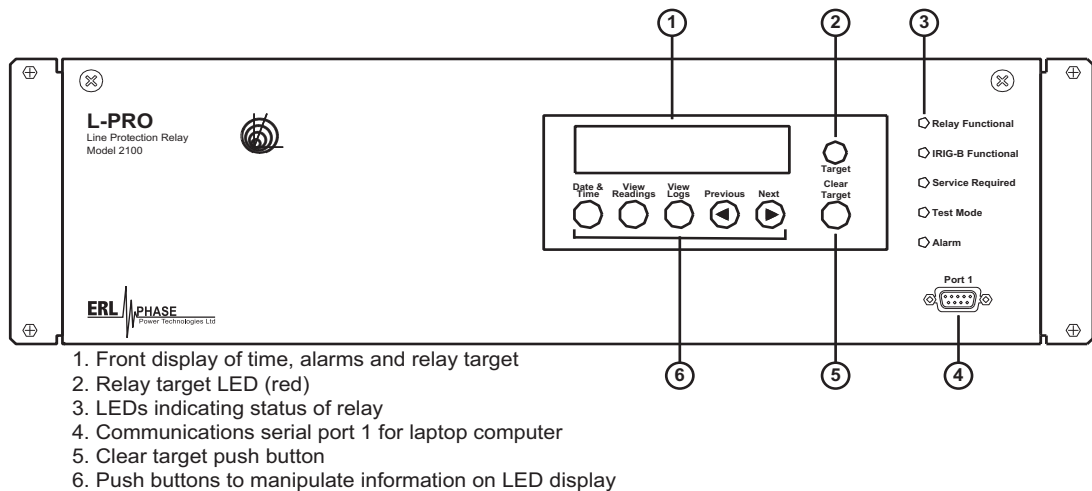 1
2
3
L-PRO
Line Protection Relay
Model 2100
Relay Functional
IRIG-B Functional
Service Required
Test Mode
Alarm
Target
Date & Time
View Readings
View Logs
Previous
Next
Clear Target
Port 1
ERL PHASE
Power Technologies Ltd
6
5
4
1. Front display of time, alarms and relay target
2. Relay target LED (red)
3. LEDs indicating status of relay
4. Communications serial port 1 for laptop computer
5. Clear target push button
6. Push buttons to manipulate information on LED display